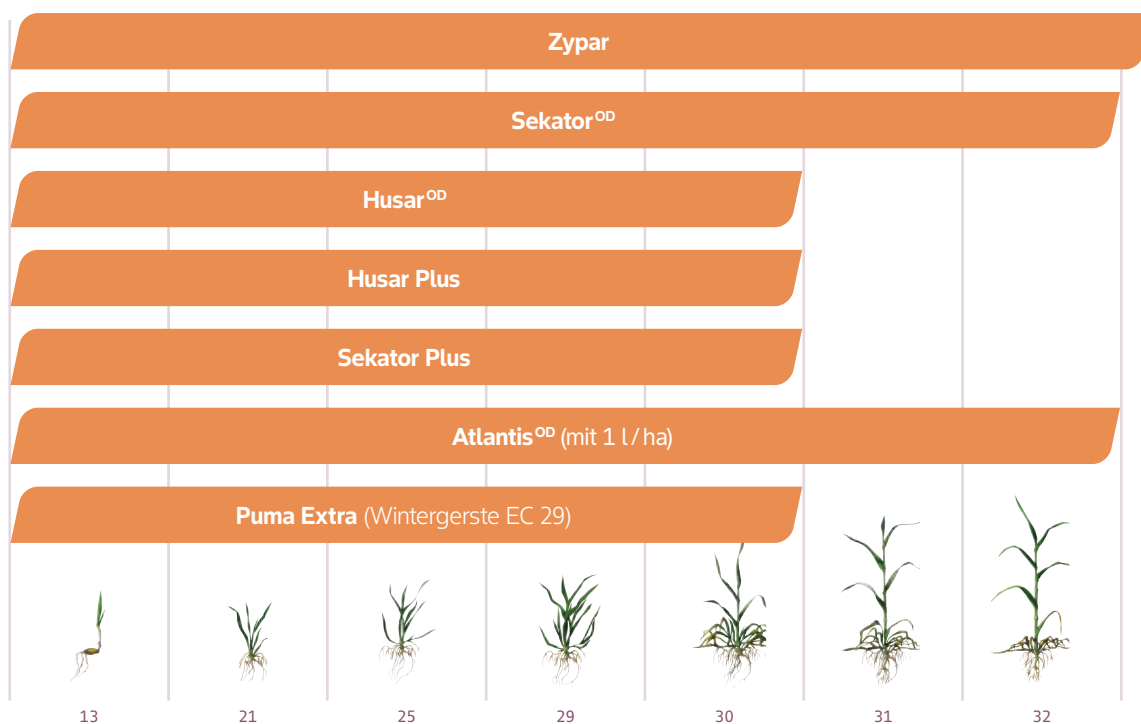 Zypar
Sekator OD
Husar OD
Husar Plus
Sekator Plus
Atlantis OD (mit 1 l / ha)
Puma Extra (Wintergerste EC 29)
13 21 25 29 30 31 32